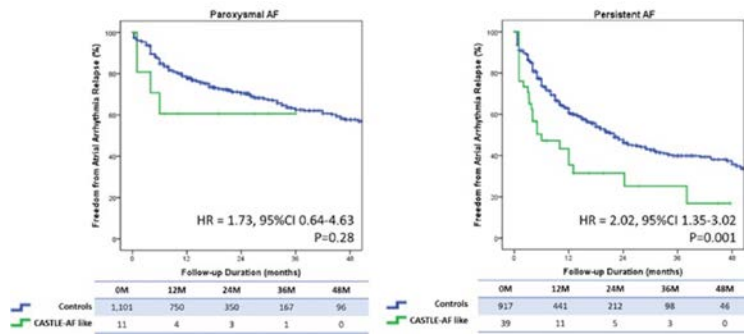 Paroxysmal AF
Freedom from Atrial Arrhythmia Relapse (%)
100
80
60
40
20
0
HR = 1.73, 95%CI 0.64-4.63
P=0.28
0 12 24 36 48
Follow-up Duration (months)
0M 12M 24M 36M 48M
Controls 1,101 750 350 167 96
CASTLE-AF like 11 4 3 1 0
Persistent AF
Freedom from Atrial Arrhythmia Relapse (%)
100
80
60
40
20
0
HR = 2.02, 95%CI 1.35-3.02
P=0.001
0 12 24 36 48
Follow-up Duration (months)
0M 12M 24M 36M 48M
Controls 917 441 212 98 46
CASTLE-AF like 39 11 5 3 0